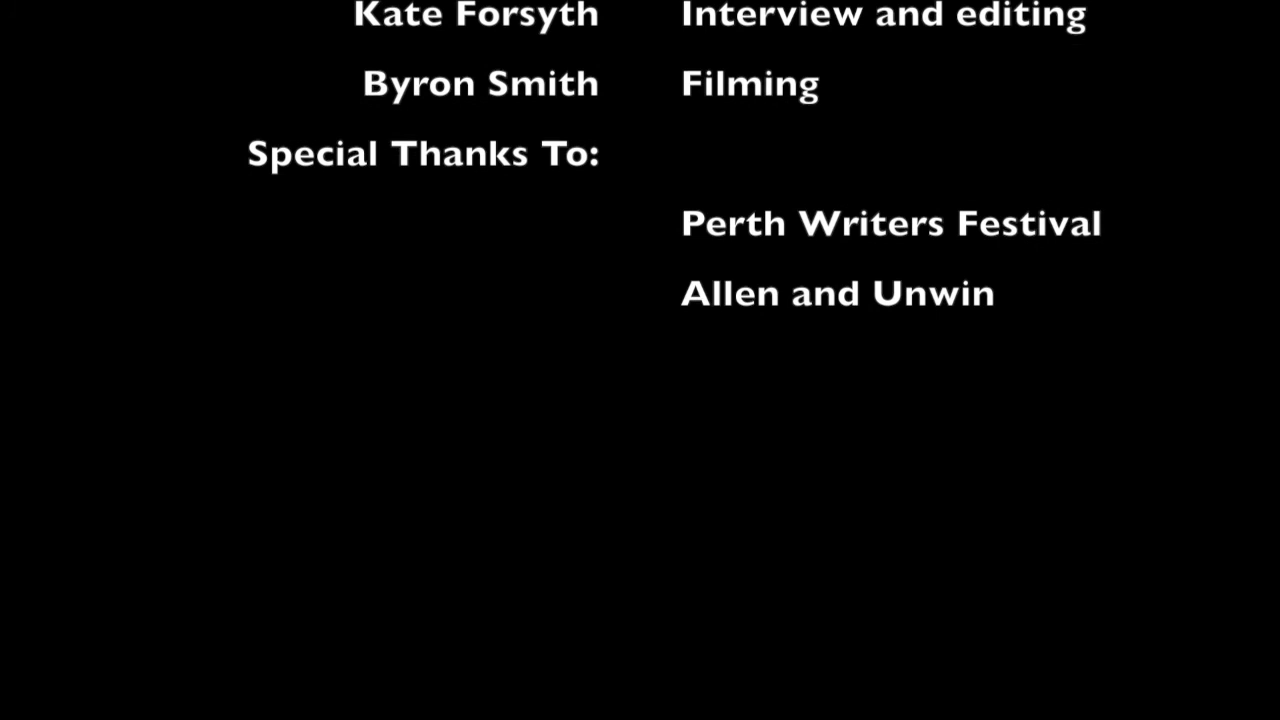 Kate Forsyth Interview and editing
Byron Smith Filming
Special Thanks To:
Perth Writers Festival
Allen and Unwin